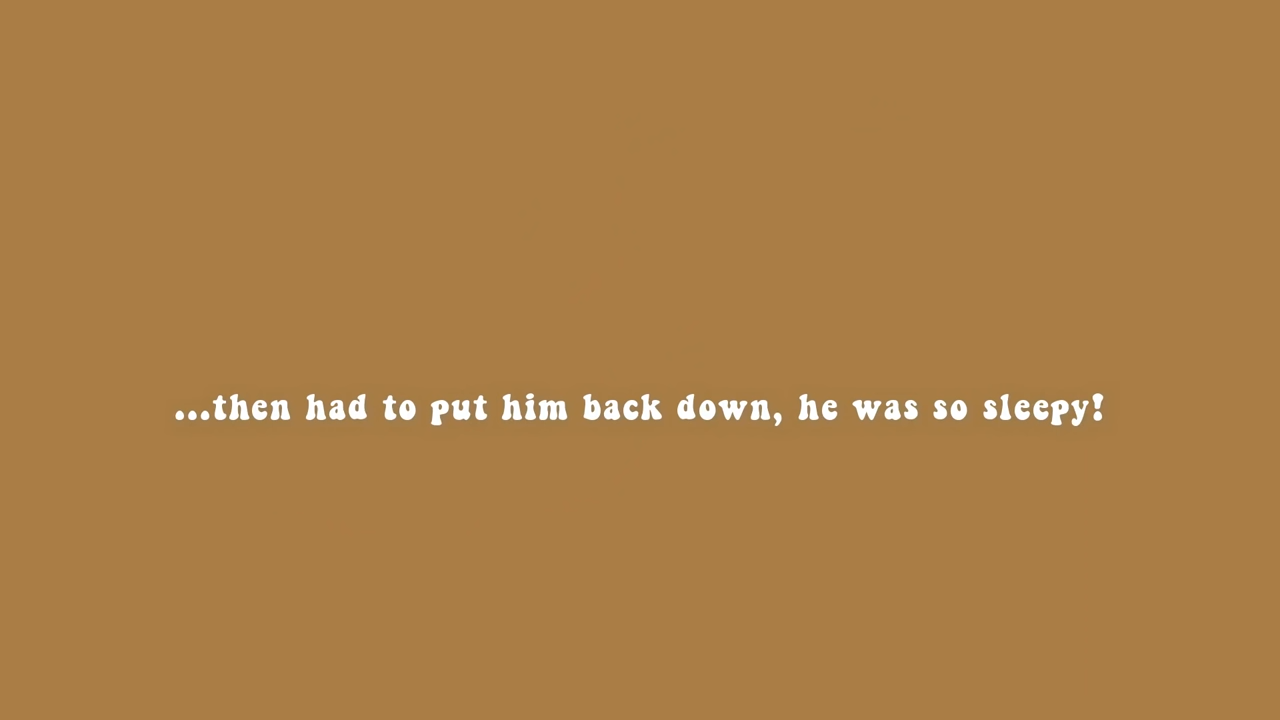 ...then had to put him back down, he was so sleepy!